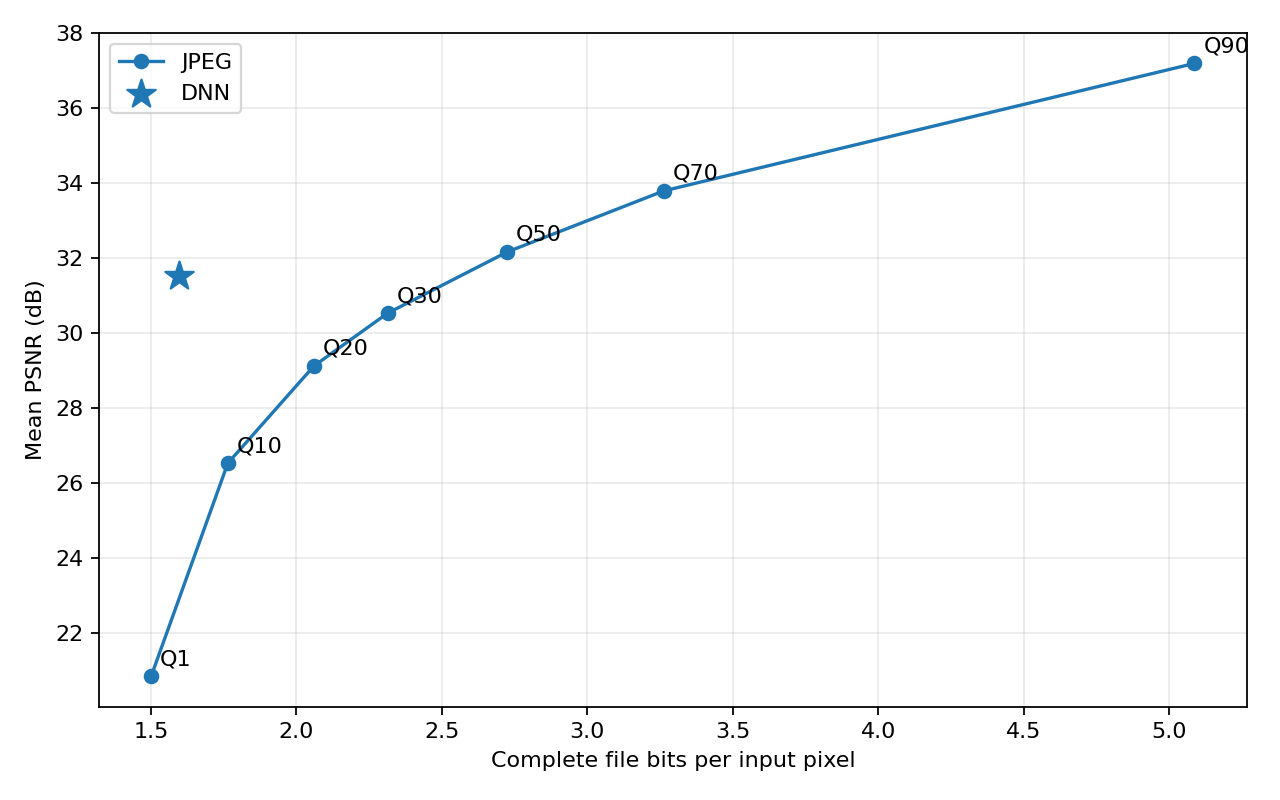 38
36
34
32
30
28
26
24
22
Mean PSNR (dB)
JPEG
DNN
Q90
Q70
Q50
Q30
Q20
Q10
Q1
1.5 2.0 2.5 3.0 3.5 4.0 4.5 5.0
Complete file bits per input pixel